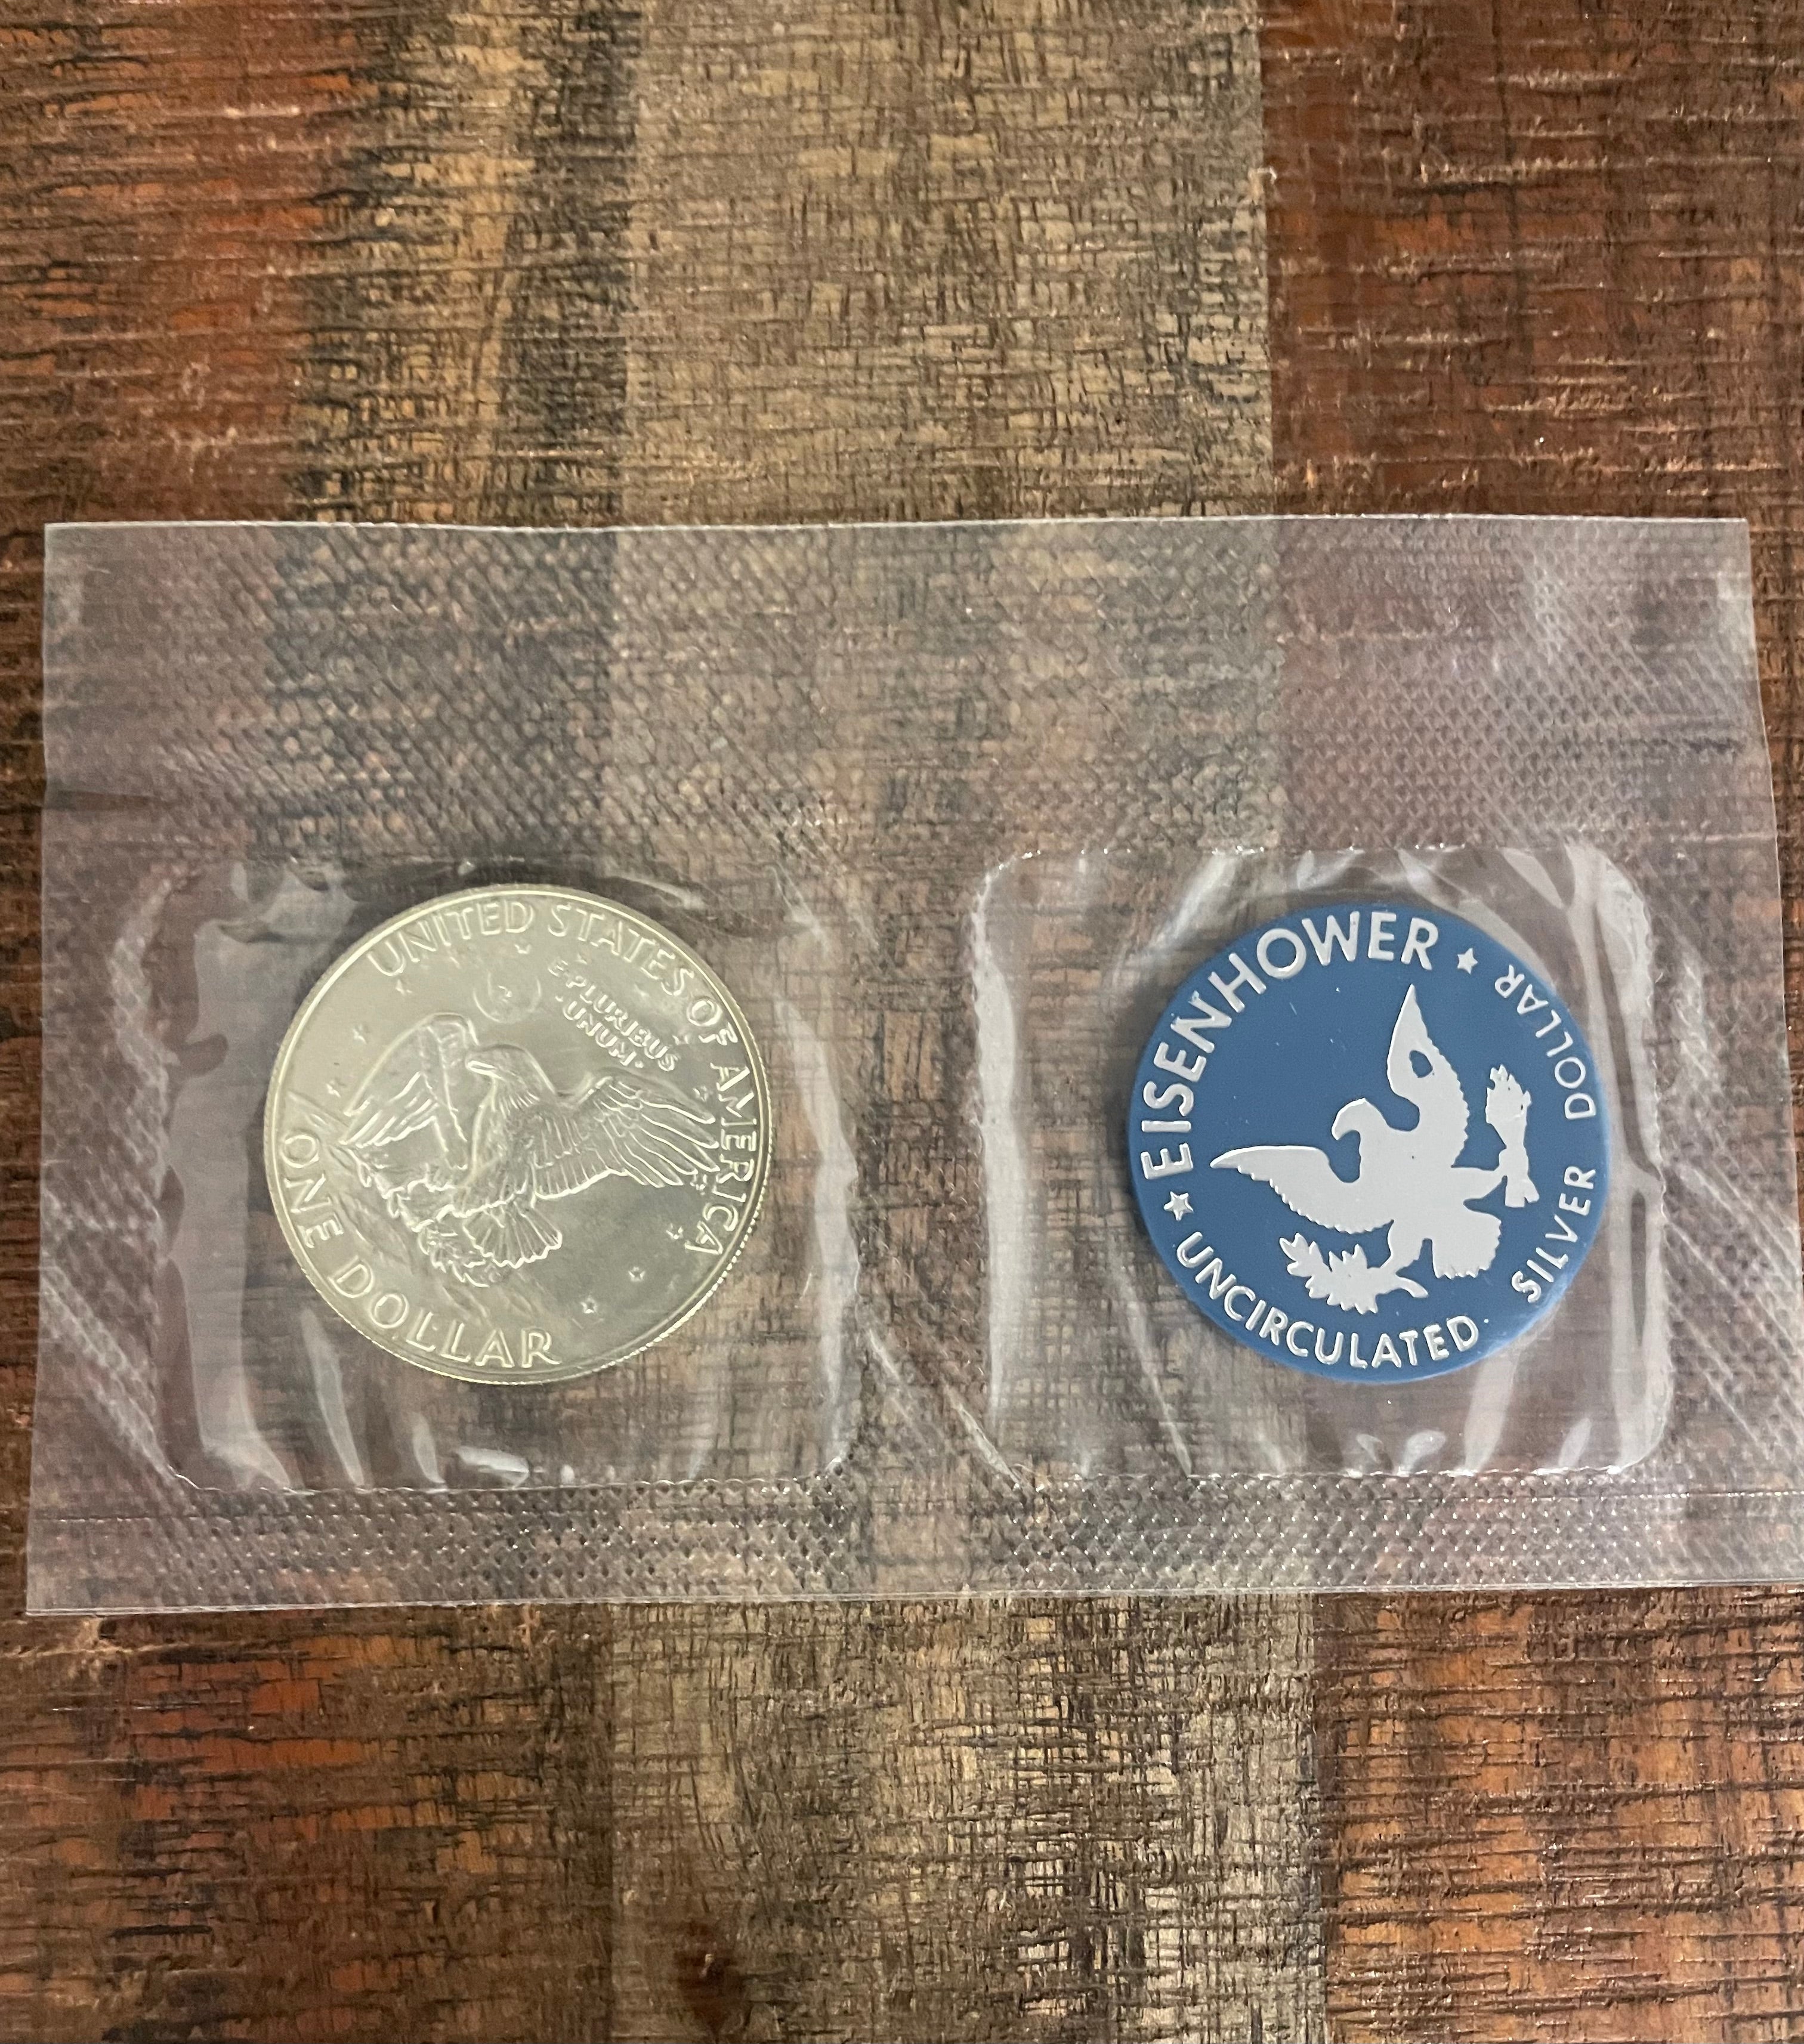 UNITED STATES OF AMERICA
E·PLURIBUS
UNUM·
ONE DOLLAR
EISENHOWER
UNCIRCULATED SILVER DOLLAR